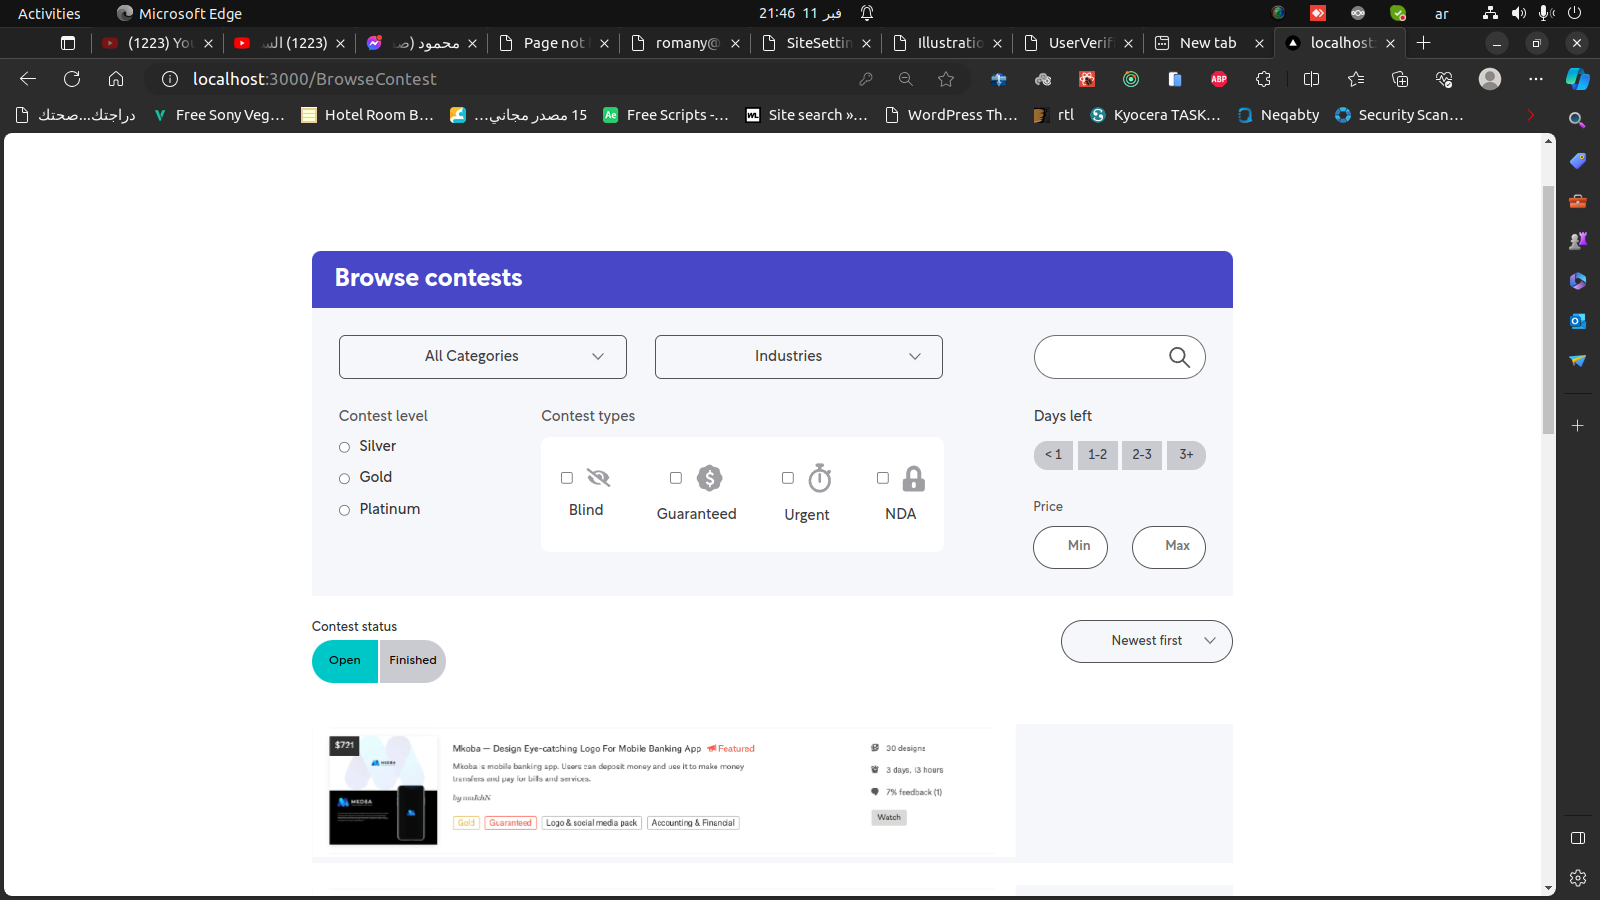 Activities
Microsoft Edge
21:46 11 فبر
ar
(1223) You
(1223) الس
محمود (ص
Page not
romany@
SiteSettin
Illustratio
UserVerifi
New tab
localhost:
localhost:3000/BrowseContest
دراجتك...صحتك
Free Sony Veg...
Hotel Room B...
15 مصدر مجاني...
Free Scripts -...
Site search »...
WordPress Th...
rtl
Kyocera TASK...
Neqabty
Security Scan...
Browse contests
All Categories
Industries
Contest level
Contest types
Days left
Silver
Gold
Platinum
Blind
Guaranteed
Urgent
NDA
< 1
1-2
2-3
3+
Price
Min
Max
Contest status
Open
Finished
Newest first
$721
Mkoba — Design Eye-catching Logo For Mobile Banking App Featured
Mkoba is mobile banking app. Users can deposit money and use it to make money
transfers and pay for bills and services.
Gold
Guaranteed
Logo & social media pack
Accounting & Financial
30 designs
3 days, 13 hours
7% feedback (1)
Watch